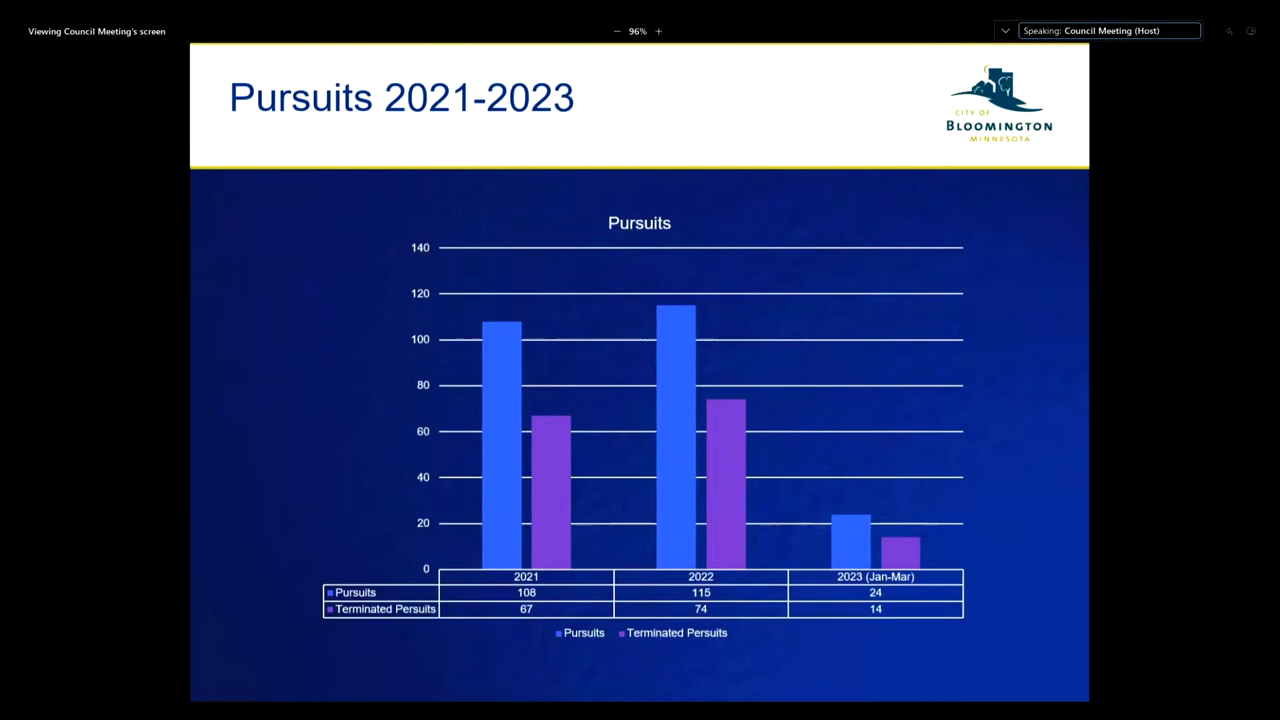 Viewing Council Meeting's screen
− 96% +
Speaking: Council Meeting (Host)
Pursuits 2021-2023
CITY OF
BLOOMINGTON
MINNESOTA
Pursuits
140
120
100
80
60
40
20
0
2021 2022 2023 (Jan-Mar)
Pursuits 108 115 24
Terminated Persuits 67 74 14
Pursuits Terminated Persuits